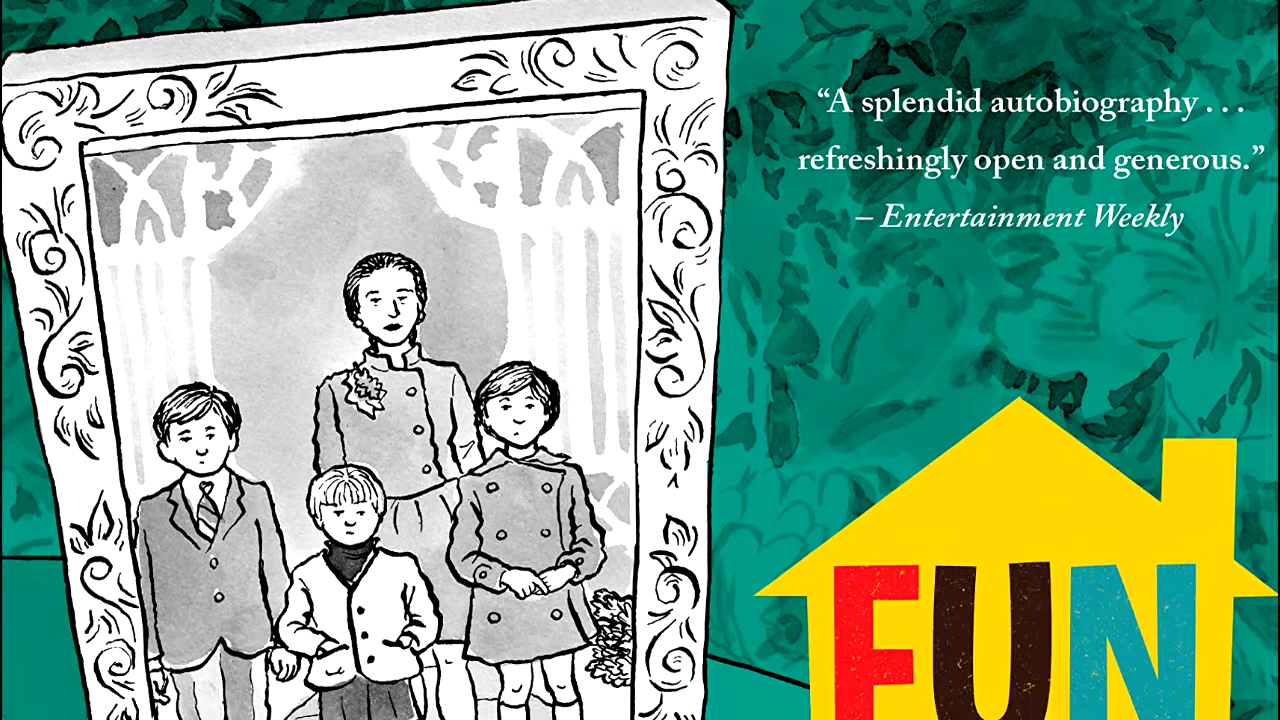 “A splendid autobiography . . .
refreshingly open and generous.”
– Entertainment Weekly
FUN